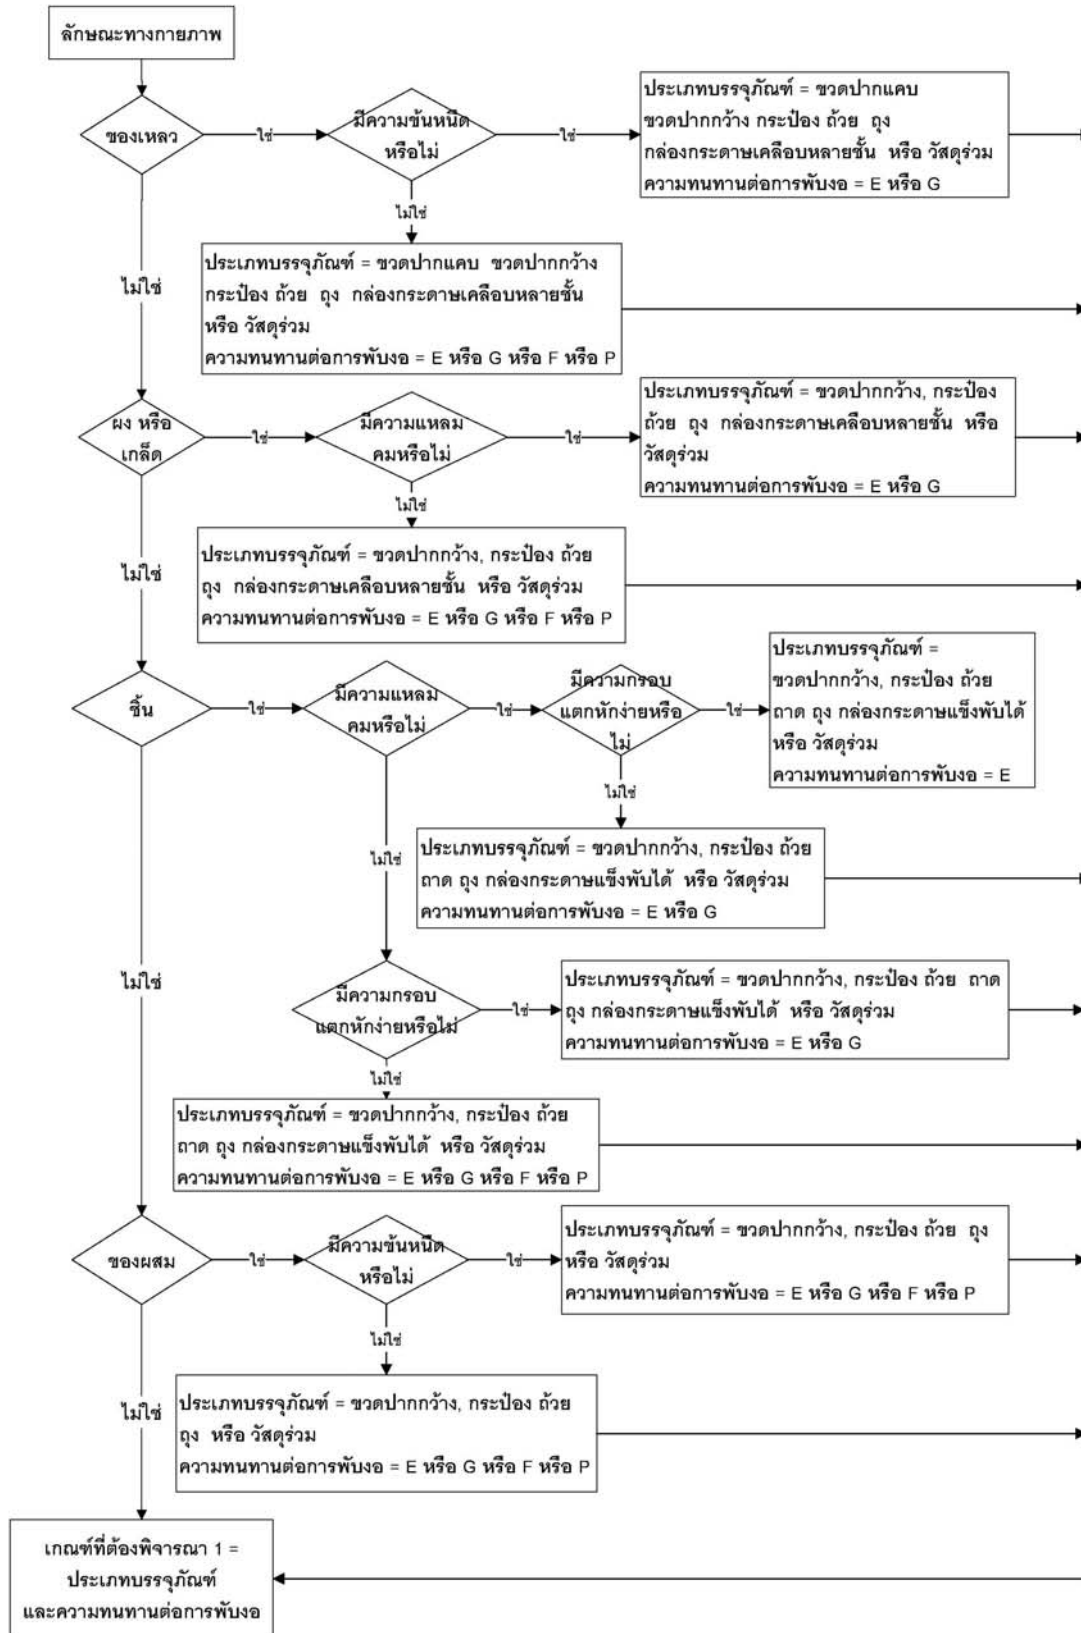 ลักษณะทางกายภาพ
ของเหลว
ใช่
มีความข้นหนืด
หรือไม่
ใช่
ประเภทบรรจุภัณฑ์ = ขวดปากแคบ
ขวดปากกว้าง กระป๋อง ถ้วย ถุง
กล่องกระดาษเคลือบหลายชั้น หรือ วัสดุร่วม
ความทนทานต่อการพับงอ = E หรือ G
ไม่ใช่
ไม่ใช่
ประเภทบรรจุภัณฑ์ = ขวดปากแคบ ขวดปากกว้าง
กระป๋อง ถ้วย ถุง กล่องกระดาษเคลือบหลายชั้น
หรือ วัสดุร่วม
ความทนทานต่อการพับงอ = E หรือ G หรือ F หรือ P
ผง หรือ
เกล็ด
ใช่
มีความแหลม
คมหรือไม่
ใช่
ประเภทบรรจุภัณฑ์ = ขวดปากกว้าง, กระป๋อง
ถ้วย ถุง กล่องกระดาษเคลือบหลายชั้น หรือ
วัสดุร่วม
ความทนทานต่อการพับงอ = E หรือ G
ไม่ใช่
ไม่ใช่
ประเภทบรรจุภัณฑ์ = ขวดปากกว้าง, กระป๋อง ถ้วย
ถุง กล่องกระดาษเคลือบหลายชั้น หรือ วัสดุร่วม
ความทนทานต่อการพับงอ = E หรือ G หรือ F หรือ P
ชิ้น
ใช่
มีความแหลม
คมหรือไม่
ใช่
มีความกรอบ
แตกหักง่ายหรือ
ไม่
ใช่
ประเภทบรรจุภัณฑ์ =
ขวดปากกว้าง, กระป๋อง ถ้วย
ถาด ถุง กล่องกระดาษแข็งพับได้
หรือ วัสดุร่วม
ความทนทานต่อการพับงอ = E
ไม่ใช่
ไม่ใช่
ประเภทบรรจุภัณฑ์ = ขวดปากกว้าง, กระป๋อง ถ้วย
ถาด ถุง กล่องกระดาษแข็งพับได้ หรือ วัสดุร่วม
ความทนทานต่อการพับงอ = E หรือ G
ไม่ใช่
มีความกรอบ
แตกหักง่ายหรือไม่
ใช่
ประเภทบรรจุภัณฑ์ = ขวดปากกว้าง, กระป๋อง ถ้วย ถาด
ถุง กล่องกระดาษแข็งพับได้ หรือ วัสดุร่วม
ความทนทานต่อการพับงอ = E หรือ G
ไม่ใช่
ประเภทบรรจุภัณฑ์ = ขวดปากกว้าง, กระป๋อง ถ้วย
ถาด ถุง กล่องกระดาษแข็งพับได้ หรือ วัสดุร่วม
ความทนทานต่อการพับงอ = E หรือ G หรือ F หรือ P
ของผสม
ใช่
มีความข้นหนืด
หรือไม่
ใช่
ประเภทบรรจุภัณฑ์ = ขวดปากกว้าง, กระป๋อง ถ้วย ถุง
หรือ วัสดุร่วม
ความทนทานต่อการพับงอ = E หรือ G หรือ F หรือ P
ไม่ใช่
ไม่ใช่
ประเภทบรรจุภัณฑ์ = ขวดปากกว้าง, กระป๋อง ถ้วย
ถุง หรือ วัสดุร่วม
ความทนทานต่อการพับงอ = E หรือ G หรือ F หรือ P
เกณฑ์ที่ต้องพิจารณา 1 =
ประเภทบรรจุภัณฑ์
และความทนทานต่อการพับงอ